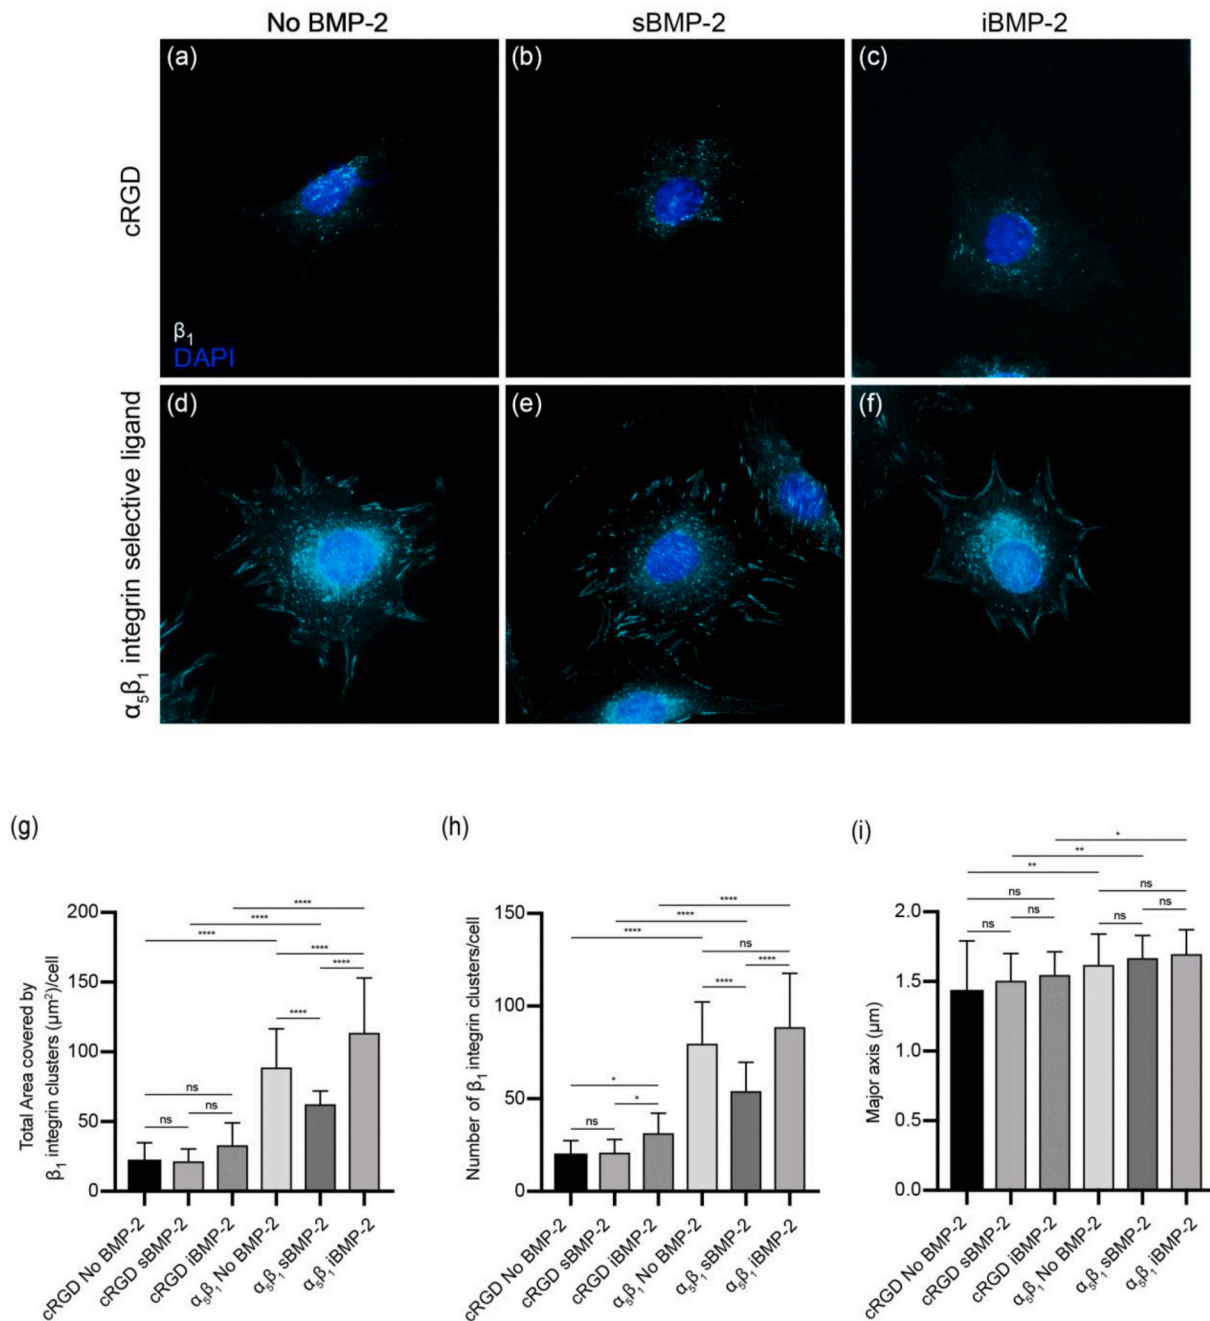 No BMP-2 sBMP-2 iBMP-2
(a) (b) (c)
cRGD
β₁
DAPI
(d) (e) (f)
α₅β₁ integrin selective ligand
(g) (h) (i)
Total Area covered by
β₁ integrin clusters (µm²)/cell
200
150
100
50
0
****
****
****
****
****
****
ns
ns
ns
cRGD No BMP-2
cRGD sBMP-2
cRGD iBMP-2
α₅β₁ No BMP-2
α₅β₁ sBMP-2
α₅β₁ iBMP-2
Number of β₁ integrin clusters/cell
150
100
50
0
****
****
****
ns
****
****
*
*
ns
cRGD No BMP-2
cRGD sBMP-2
cRGD iBMP-2
α₅β₁ No BMP-2
α₅β₁ sBMP-2
α₅β₁ iBMP-2
Major axis (µm)
2.0
1.5
1.0
0.5
0.0
*
**
**
ns
ns
ns
ns
ns
ns
cRGD No BMP-2
cRGD sBMP-2
cRGD iBMP-2
α₅β₁ No BMP-2
α₅β₁ sBMP-2
α₅β₁ iBMP-2